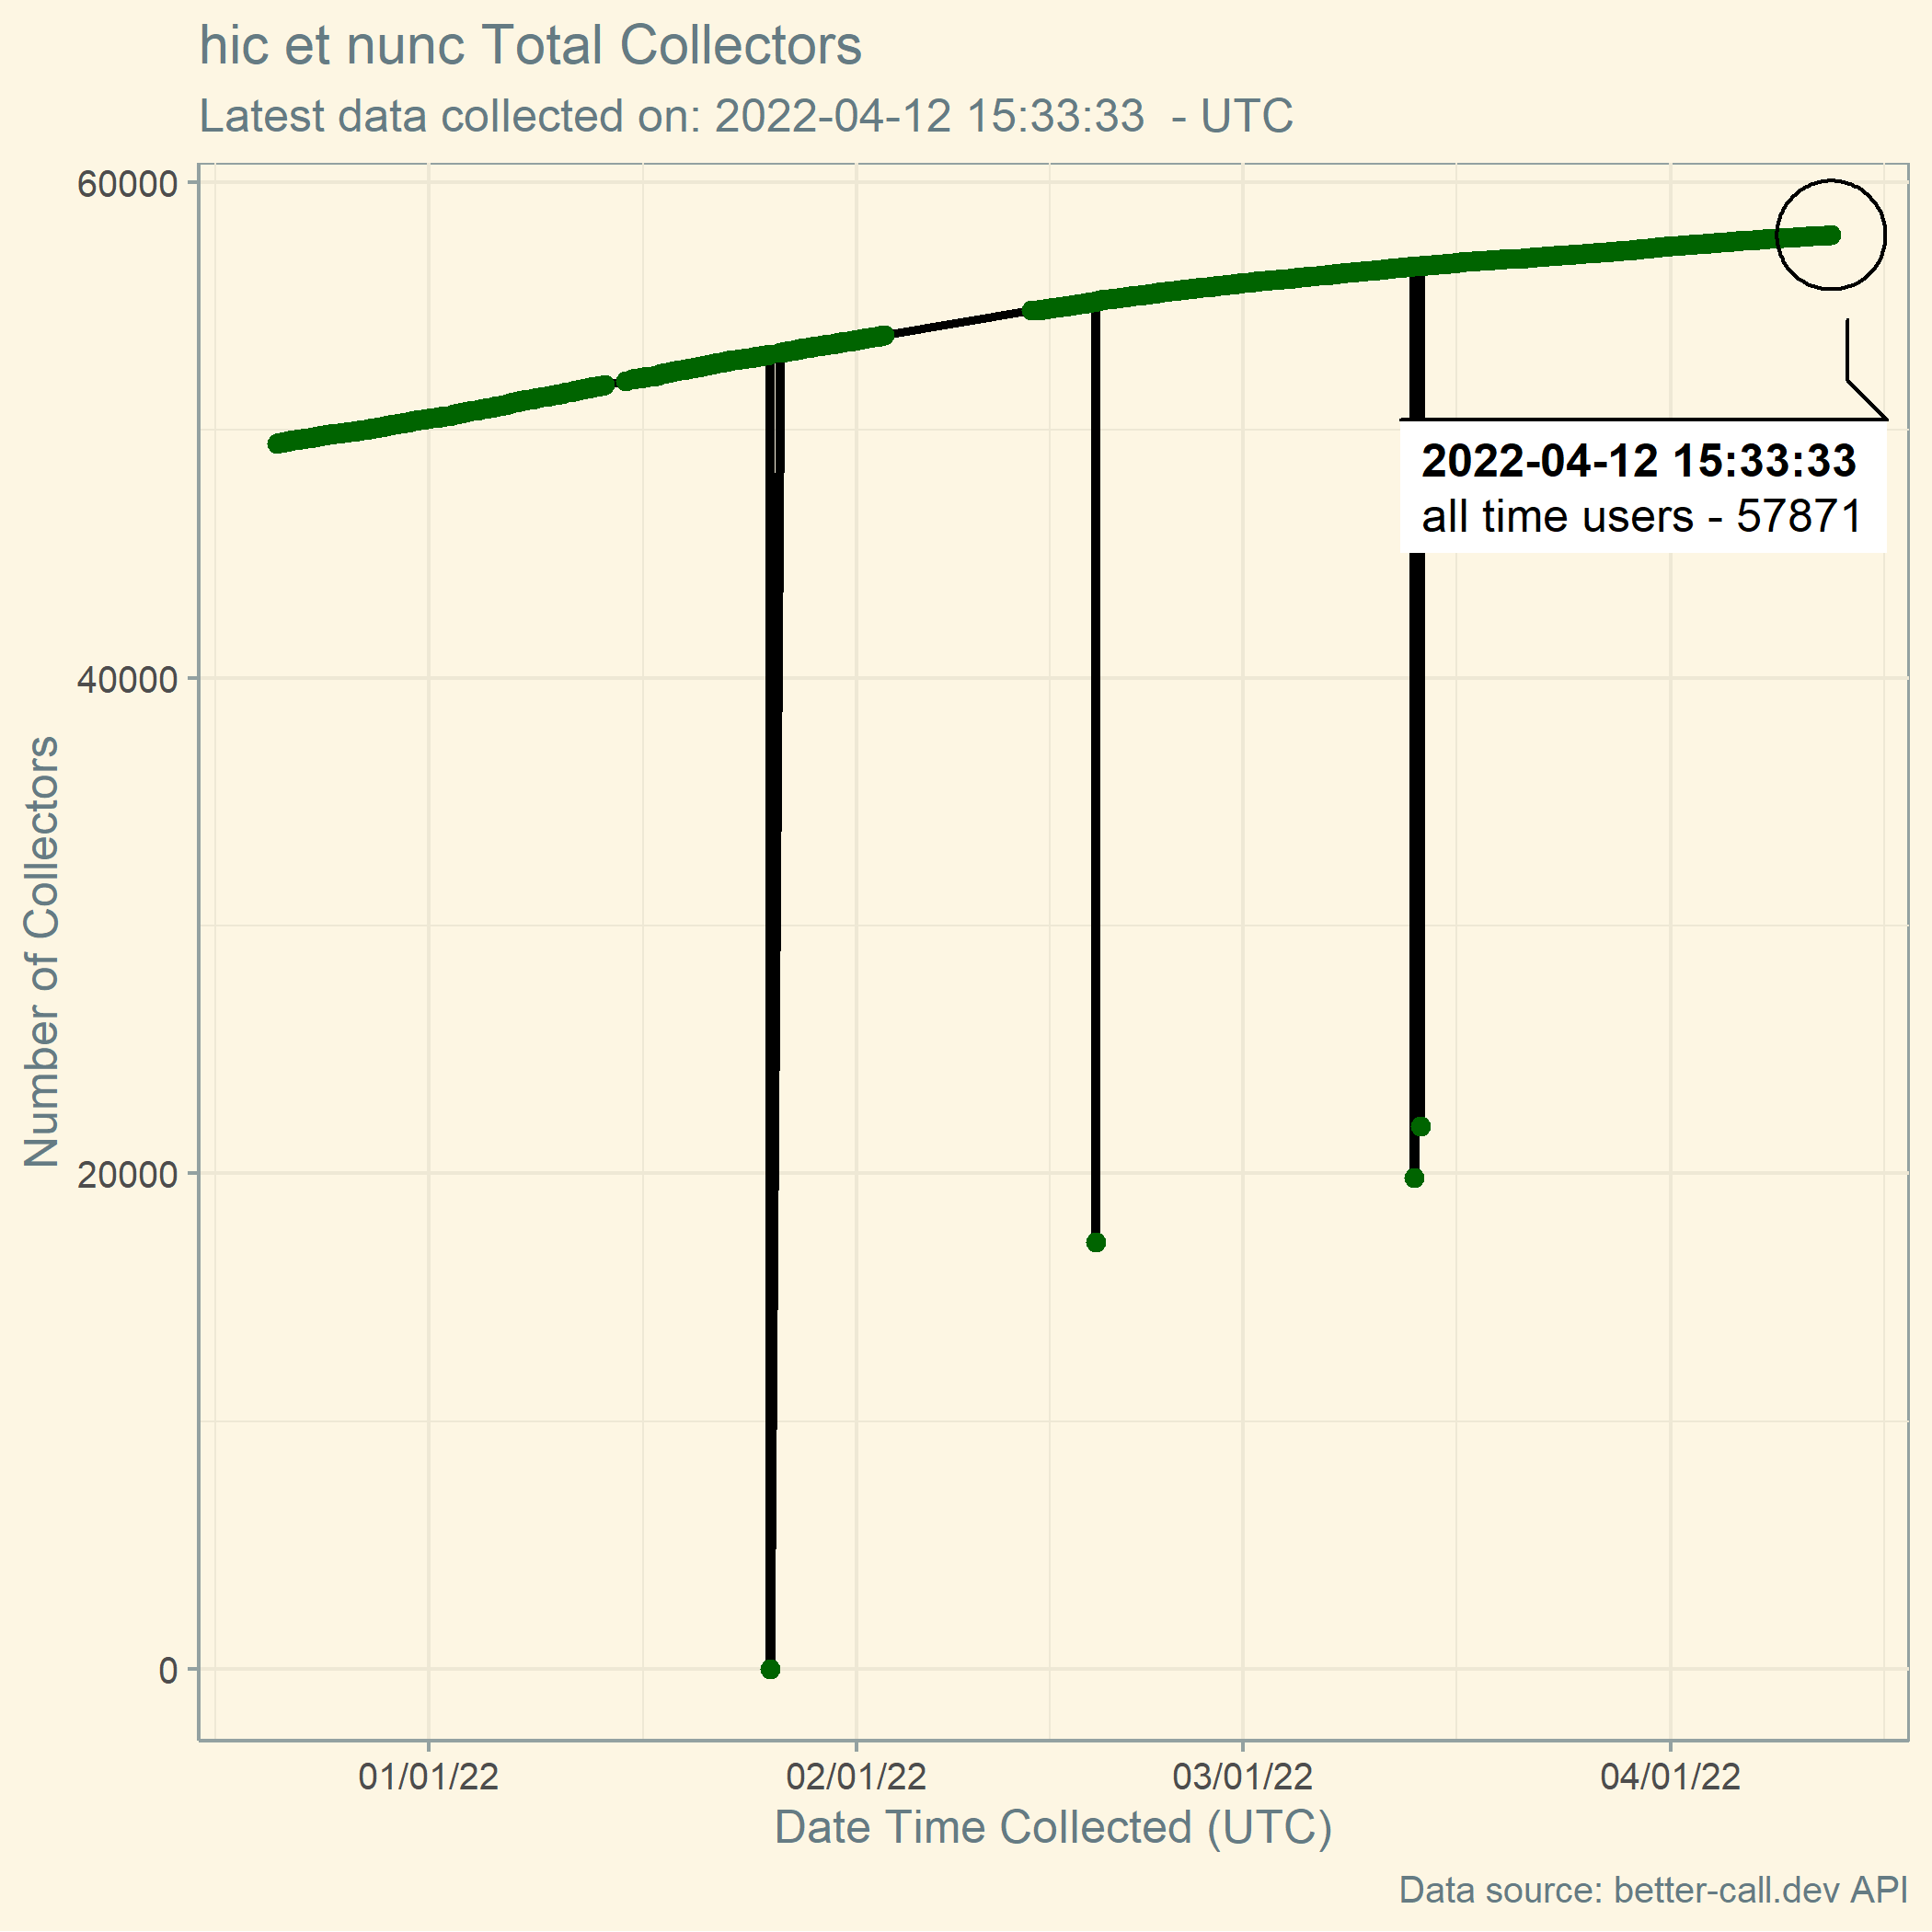 hic et nunc Total Collectors
Latest data collected on: 2022-04-12 15:33:33  - UTC
60000
40000
20000
0
Number of Collectors
2022-04-12 15:33:33
all time users - 57871
01/01/22
02/01/22
03/01/22
04/01/22
Date Time Collected (UTC)
Data source: better-call.dev API